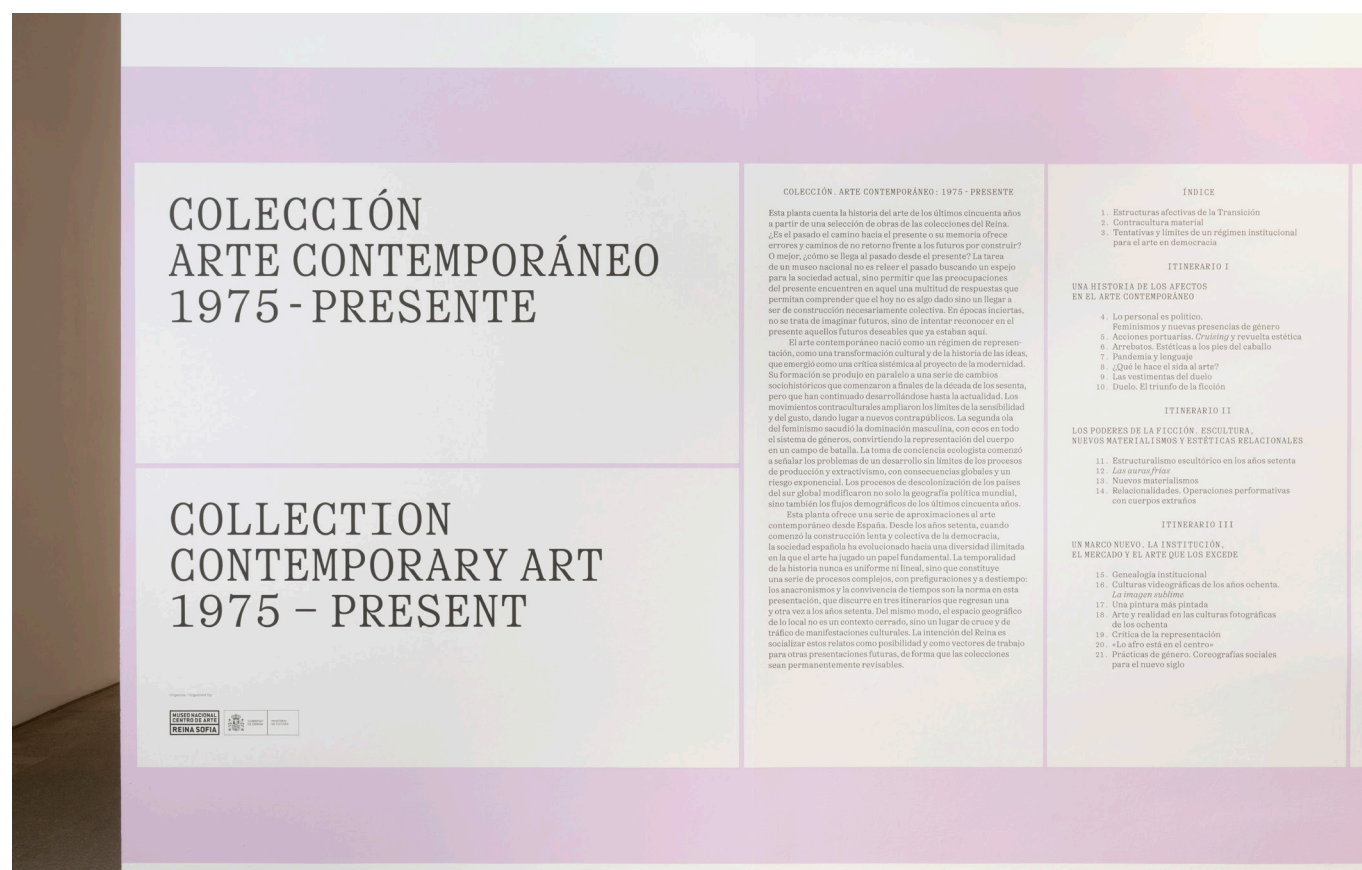 COLECCIÓN
ARTE CONTEMPORÁNEO
1975-PRESENTE
COLLECTION
CONTEMPORARY ART
1975 – PRESENT
MUSEO NACIONAL
CENTRO DE ARTE
REINA SOFIA
COLECCIÓN. ARTE CONTEMPORÁNEO: 1975-PRESENTE
Esta planta cuenta la historia del arte de los últimos cincuenta años
a partir de una selección de obras de las colecciones del Reina.
¿Es el pasado el camino hacia el presente o su memoria ofrece
errores y caminos de no retorno frente a los futuros por construir?
O mejor, ¿cómo se llega al pasado desde el presente? La tarea
de un museo nacional no es releer el pasado buscando un espejo
para la sociedad actual, sino permitir que las preocupaciones
del presente encuentren en aquel una multitud de respuestas que
permitan comprender que el hoy no es algo dado sino un llegar a
ser de construcción necesariamente colectiva. En épocas inciertas,
no se trata de imaginar futuros, sino de intentar reconocer en el
presente aquellos futuros deseables que ya estaban aquí.
El arte contemporáneo nació como un régimen de represen-
tación, como una transformación cultural y de la historia de las ideas,
que emergió como una crítica sistémica al proyecto de la modernidad.
Su formación se produjo en paralelo a una serie de cambios
sociohistóricos que comenzaron a finales de la década de los sesenta,
pero que han continuado desarrollándose hasta la actualidad. Los
movimientos contraculturales ampliaron los límites de la sensibilidad
y del gusto, dando lugar a nuevos contrapúblicos. La segunda ola
del feminismo sacudió la dominación masculina, con ecos en todo
el sistema de géneros, convirtiendo la representación del cuerpo
en un campo de batalla. La toma de conciencia ecologista comenzó
a señalar los problemas de un desarrollo sin límites de los procesos
de producción y extractivismo, con consecuencias globales y un
riesgo exponencial. Los procesos de descolonización de los países
del sur global modificaron no solo la geografía política mundial,
sino también los flujos demográficos de los últimos cincuenta años.
Esta planta ofrece una serie de aproximaciones al arte
contemporáneo desde España. Desde los años setenta, cuando
comenzó la construcción lenta y colectiva de la democracia,
la sociedad española ha evolucionado hacia una diversidad ilimitada
en la que el arte ha jugado un papel fundamental. La temporalidad
de la historia nunca es uniforme ni lineal, sino que constituye
una serie de procesos complejos, con prefiguraciones y a destiempo:
los anacronismos y la convivencia de tiempos son la norma en esta
presentación, que discurre en tres itinerarios que regresan una
y otra vez a los años setenta. Del mismo modo, el espacio geográfico
de lo local no es un contexto cerrado, sino un lugar de cruce y de
tráfico de manifestaciones culturales. La intención del Reina es
socializar estos relatos como posibilidad y como vectores de trabajo
para otras presentaciones futuras, de forma que las colecciones
sean permanentemente revisables.
ÍNDICE
1. Estructuras afectivas de la Transición
2. Contracultura material
3. Tentativas y límites de un régimen institucional
para el arte en democracia
ITINERARIO I
UNA HISTORIA DE LOS AFECTOS
EN EL ARTE CONTEMPORÁNEO
4. Lo personal es político.
Feminismos y nuevas presencias de género
5. Acciones portuarias. Cruising y revuelta estética
6. Arrebatos. Estéticas a los pies del caballo
7. Pandemia y lenguaje
8. ¿Qué le hace el sida al arte?
9. Las vestimentas del duelo
10. Duelo. El triunfo de la ficción
ITINERARIO II
LOS PODERES DE LA FICCIÓN. ESCULTURA,
NUEVOS MATERIALISMOS Y ESTÉTICAS RELACIONALES
11. Estructuralismo escultórico en los años setenta
12. Las auras frías
13. Nuevos materialismos
14. Relacionalidades. Operaciones performativas
con cuerpos extraños
ITINERARIO III
UN MARCO NUEVO. LA INSTITUCIÓN,
EL MERCADO Y EL ARTE QUE LOS EXCEDE
15. Genealogía institucional
16. Culturas videográficas de los años ochenta.
La imagen sublime
17. Una pintura más pintada
18. Arte y realidad en las culturas fotográficas
de los ochenta
19. Crítica de la representación
20. «Lo afro está en el centro»
21. Prácticas de género. Coreografías sociales
para el nuevo siglo